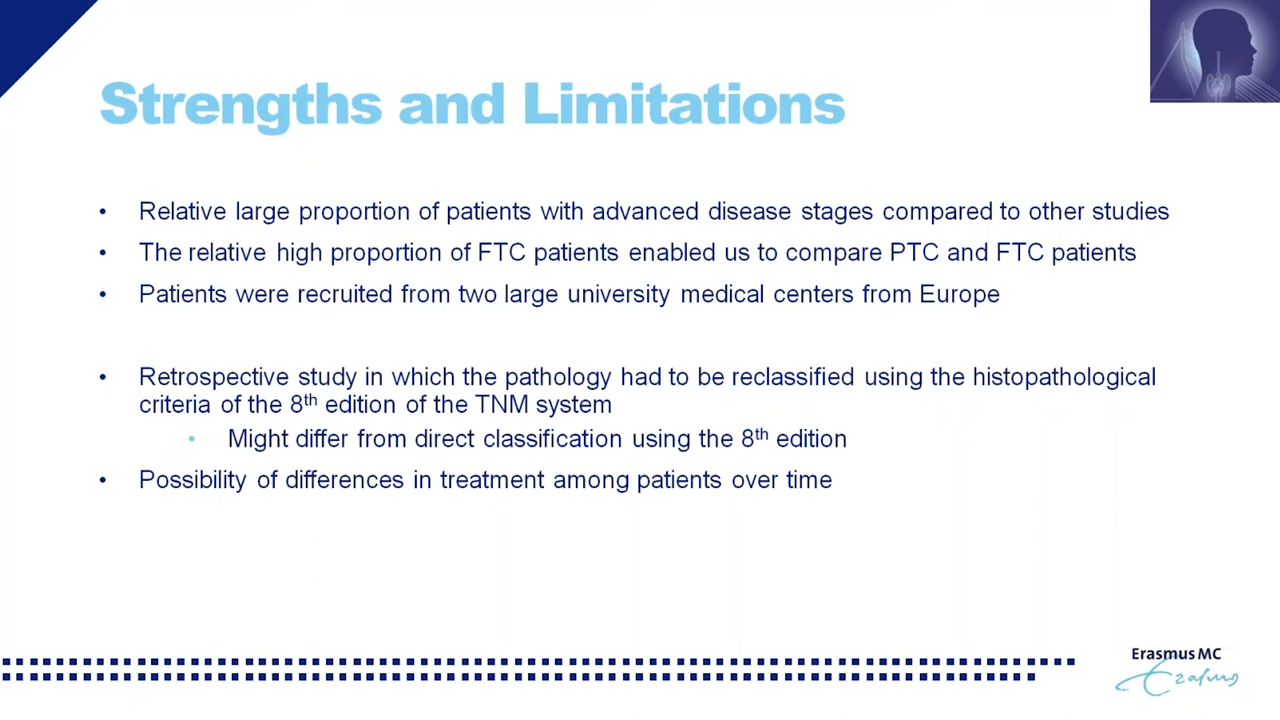 Strengths and Limitations
• Relative large proportion of patients with advanced disease stages compared to other studies
• The relative high proportion of FTC patients enabled us to compare PTC and FTC patients
• Patients were recruited from two large university medical centers from Europe
• Retrospective study in which the pathology had to be reclassified using the histopathological
criteria of the 8th edition of the TNM system
• Might differ from direct classification using the 8th edition
• Possibility of differences in treatment among patients over time
Erasmus MC
Erasmus